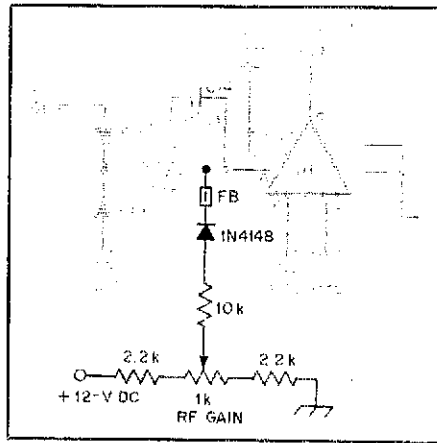 FB
1N4148
10k
2.2k
2.2k
+12-V DC
1k
RF GAIN